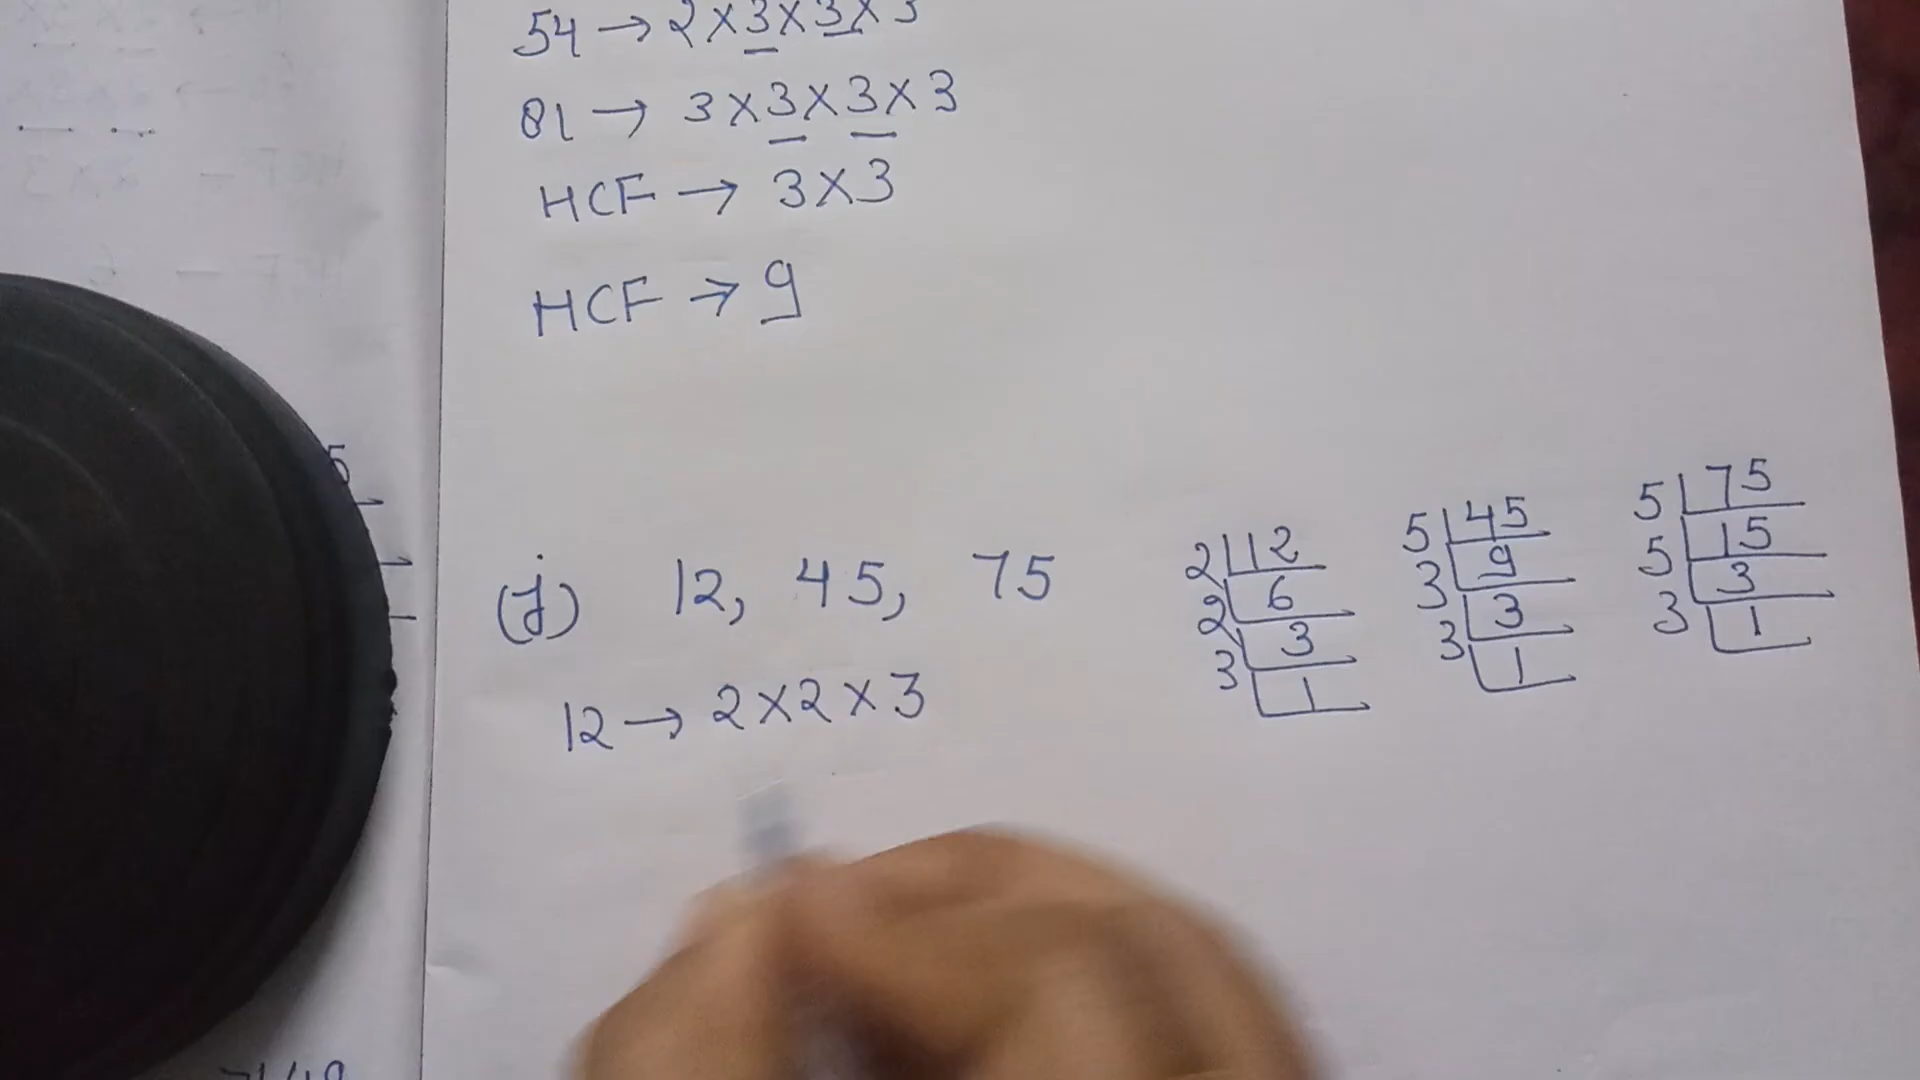 54 → 2 × 3 × 3 × 3
81 → 3 × 3 × 3 × 3
HCF → 3 × 3
HCF → 9
(j) 12, 45, 75
12 → 2 × 2 × 3
2 | 12
2 | 6
3 | 3
1
5 | 45
3 | 9
3 | 3
1
5 | 75
5 | 15
3 | 3
1
5